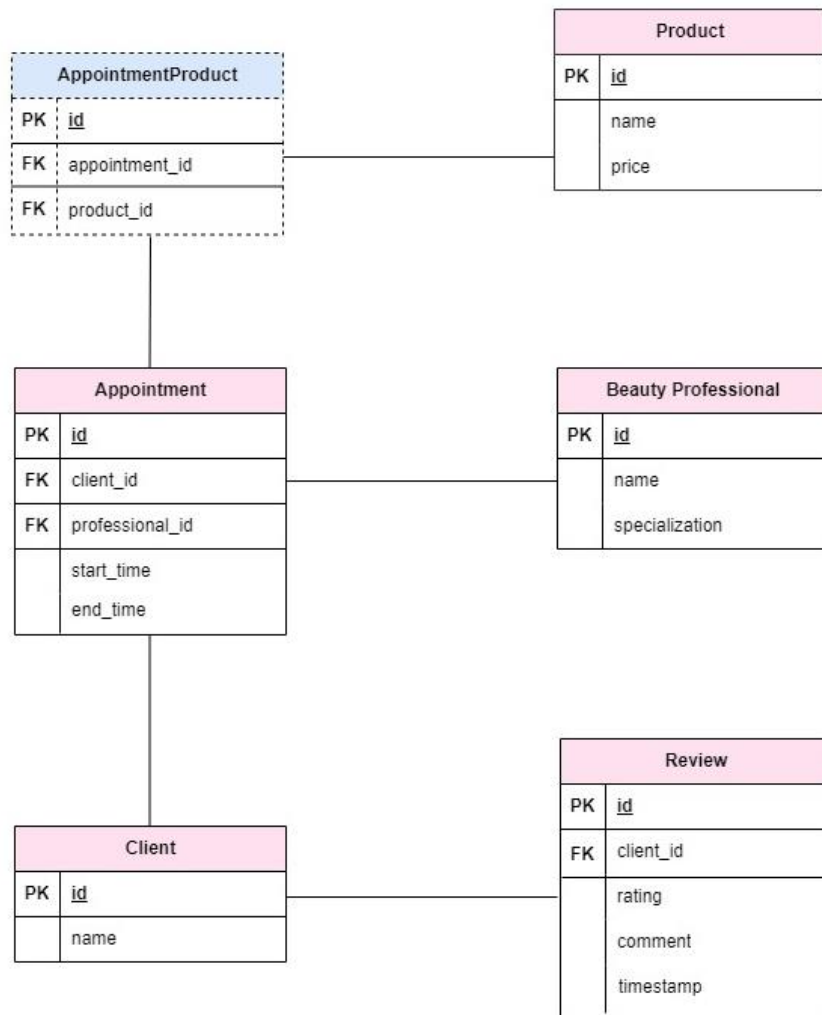 AppointmentProduct
PK id
FK appointment_id
FK product_id
Product
PK id
name
price
Appointment
PK id
FK client_id
FK professional_id
start_time
end_time
Beauty Professional
PK id
name
specialization
Client
PK id
name
Review
PK id
FK client_id
rating
comment
timestamp